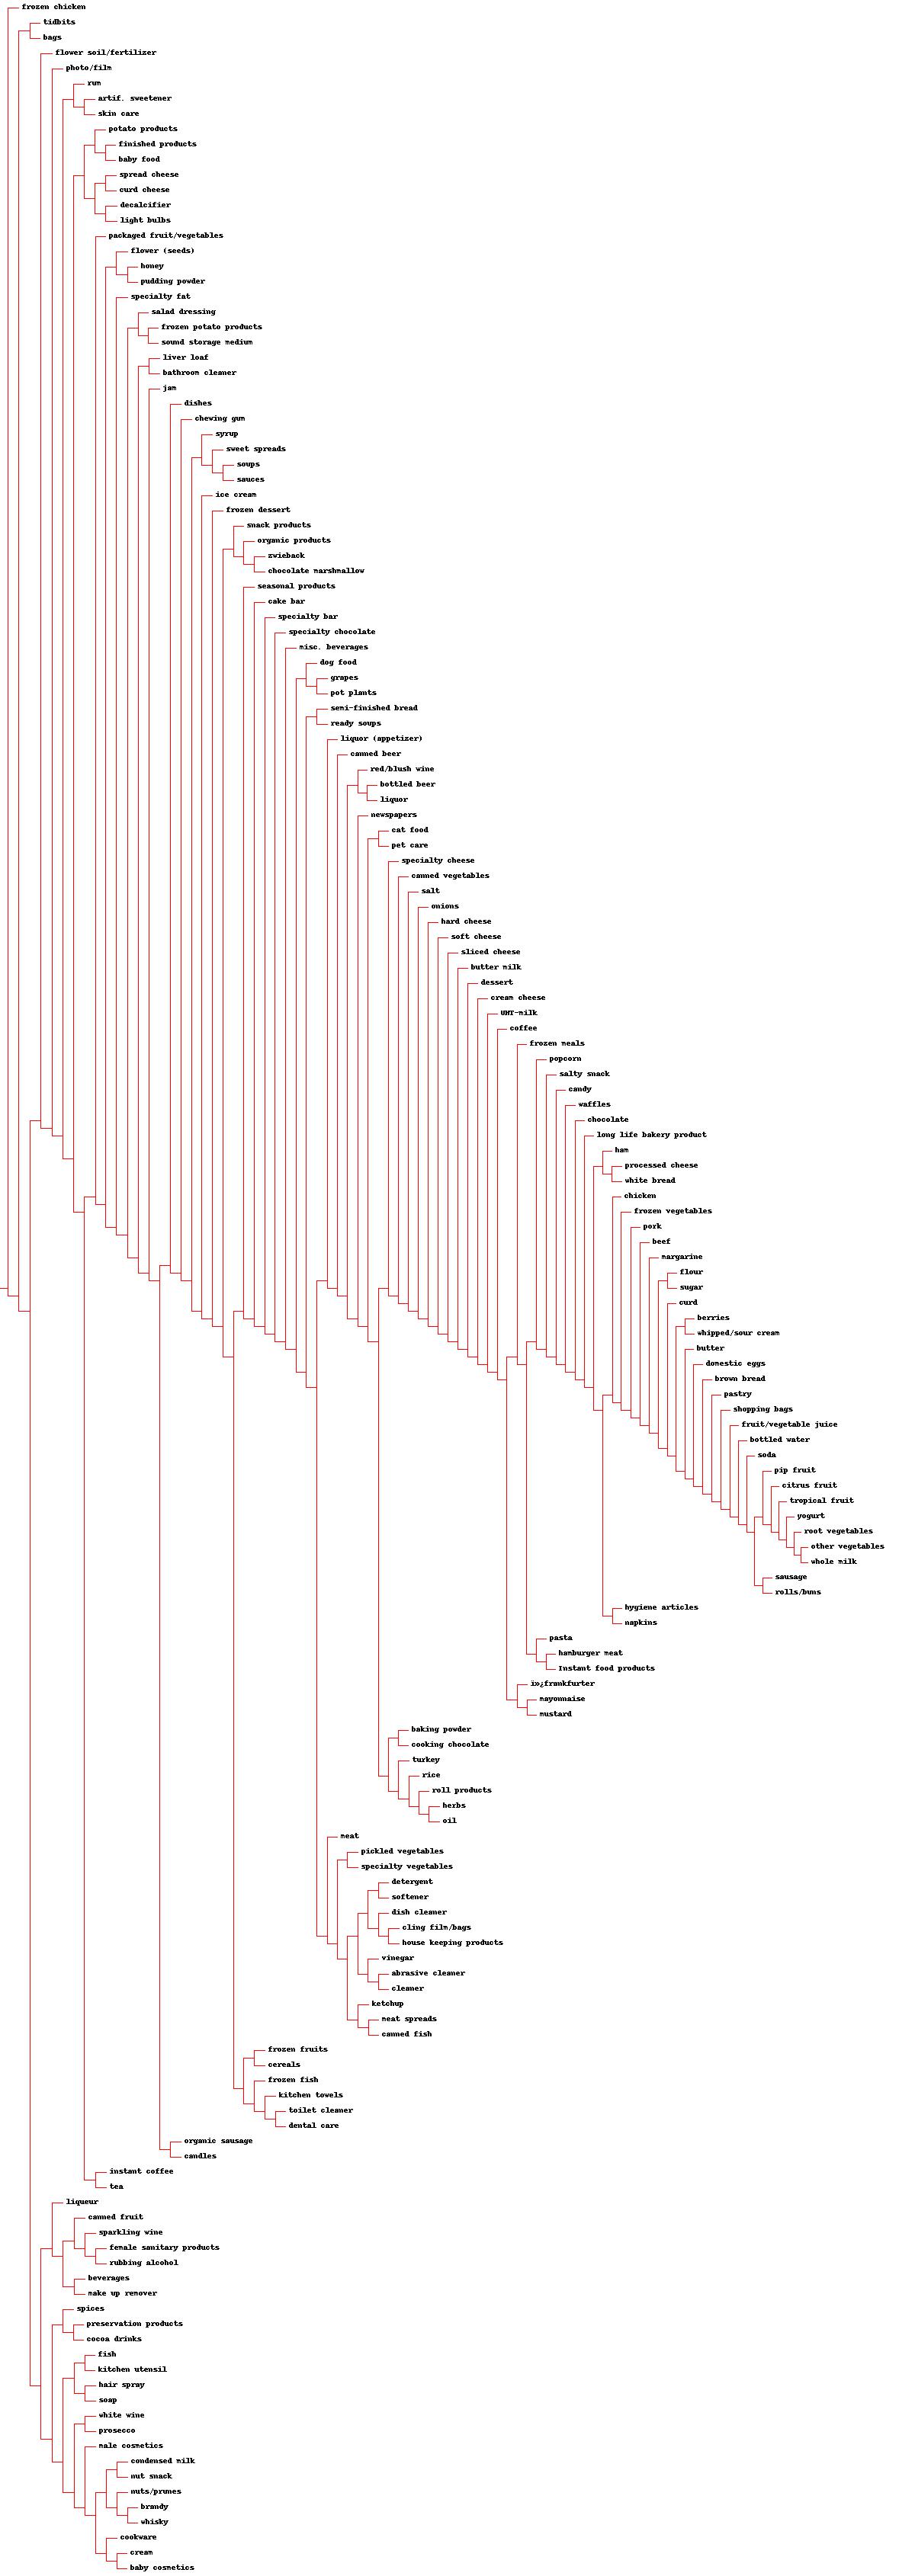 frozen chicken
tidbits
bags
flower soil/fertilizer
photo/film
rum
artif. sweetener
skin care
potato products
finished products
baby food
spread cheese
curd cheese
decalcifier
light bulbs
packaged fruit/vegetables
flower (seeds)
honey
pudding powder
specialty fat
salad dressing
frozen potato products
sound storage medium
liver loaf
bathroom cleaner
jam
dishes
chewing gum
syrup
sweet spreads
soups
sauces
ice cream
frozen dessert
snack products
organic products
zwieback
chocolate marshmallow
seasonal products
cake bar
specialty bar
specialty chocolate
misc. beverages
dog food
grapes
pot plants
semi-finished bread
ready soups
liquor (appetizer)
canned beer
red/blush wine
bottled beer
liquor
newspapers
cat food
pet care
specialty cheese
canned vegetables
salt
onions
hard cheese
soft cheese
sliced cheese
butter milk
dessert
cream cheese
UHT-milk
coffee
frozen meals
popcorn
salty snack
candy
waffles
chocolate
long life bakery product
ham
processed cheese
white bread
chicken
frozen vegetables
pork
beef
margarine
flour
sugar
curd
berries
whipped/sour cream
butter
domestic eggs
brown bread
pastry
shopping bags
fruit/vegetable juice
bottled water
soda
pip fruit
citrus fruit
tropical fruit
yogurt
root vegetables
other vegetables
whole milk
sausage
rolls/buns
hygiene articles
napkins
pasta
hamburger meat
Instant food products
ï»¿frankfurter
mayonnaise
mustard
baking powder
cooking chocolate
turkey
rice
roll products
herbs
oil
meat
pickled vegetables
specialty vegetables
detergent
softener
dish cleaner
cling film/bags
house keeping products
vinegar
abrasive cleaner
cleaner
ketchup
meat spreads
canned fish
frozen fruits
cereals
frozen fish
kitchen towels
toilet cleaner
dental care
organic sausage
candles
instant coffee
tea
liqueur
canned fruit
sparkling wine
female sanitary products
rubbing alcohol
beverages
make up remover
spices
preservation products
cocoa drinks
fish
kitchen utensil
hair spray
soap
white wine
prosecco
male cosmetics
condensed milk
nut snack
nuts/prunes
brandy
whisky
cookware
cream
baby cosmetics